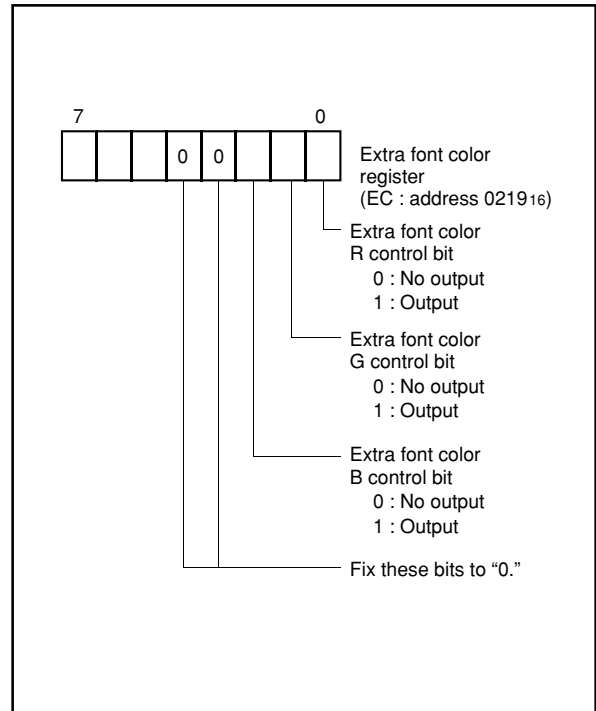 7 0
0 0
Extra font color
register
(EC : address 021916)
Extra font color
R control bit
0 : No output
1 : Output
Extra font color
G control bit
0 : No output
1 : Output
Extra font color
B control bit
0 : No output
1 : Output
Fix these bits to “0.”